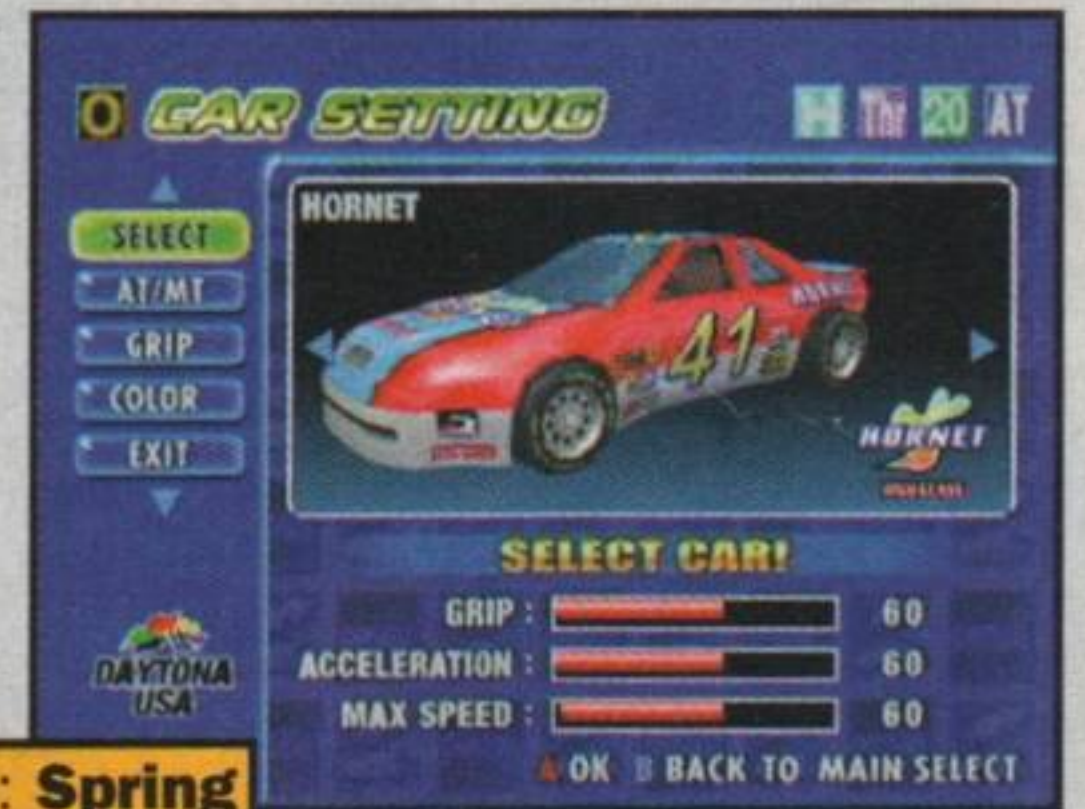 0 CAR SETTING
Thr 20 AT
HORNET
SELECT
AT/MT
GRIP
COLOR
EXIT
41
HORNET
SELECT CAR!
GRIP : 60
ACCELERATION : 60
MAX SPEED : 60
DAYTONA
USA
A OK B BACK TO MAIN SELECT
: Spring